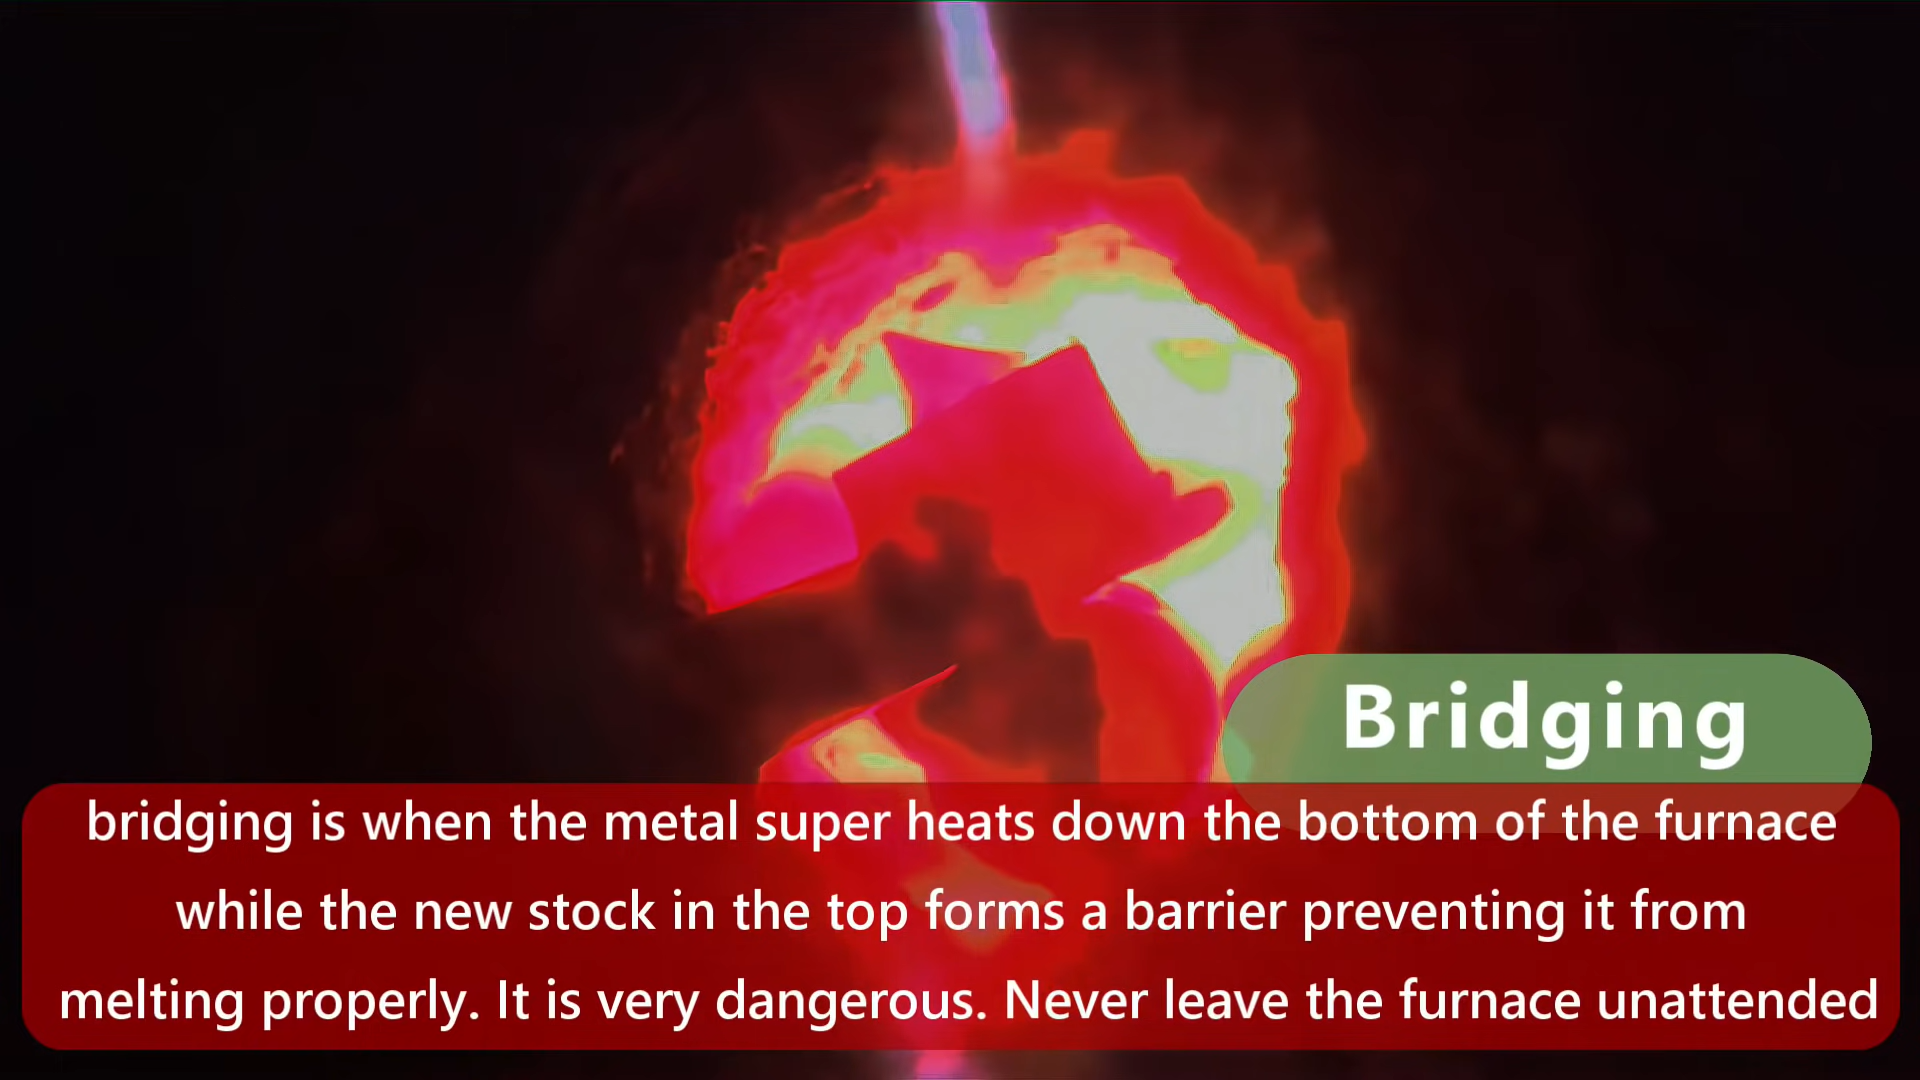 Bridging
bridging is when the metal super heats down the bottom of the furnace
while the new stock in the top forms a barrier preventing it from
melting properly. It is very dangerous. Never leave the furnace unattended